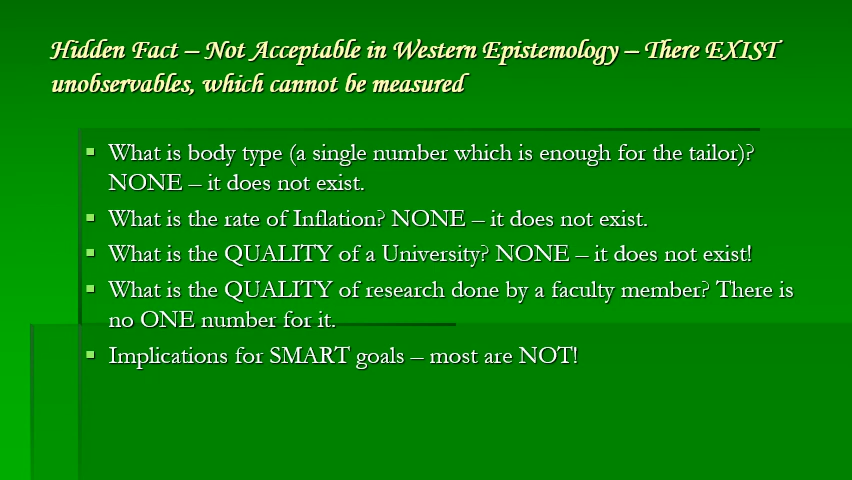 Hidden Fact – Not Acceptable in Western Epistemology – There EXIST
unobservables, which cannot be measured
What is body type (a single number which is enough for the tailor)?
NONE – it does not exist.
What is the rate of Inflation? NONE – it does not exist.
What is the QUALITY of a University? NONE – it does not exist!
What is the QUALITY of research done by a faculty member? There is
no ONE number for it.
Implications for SMART goals – most are NOT!